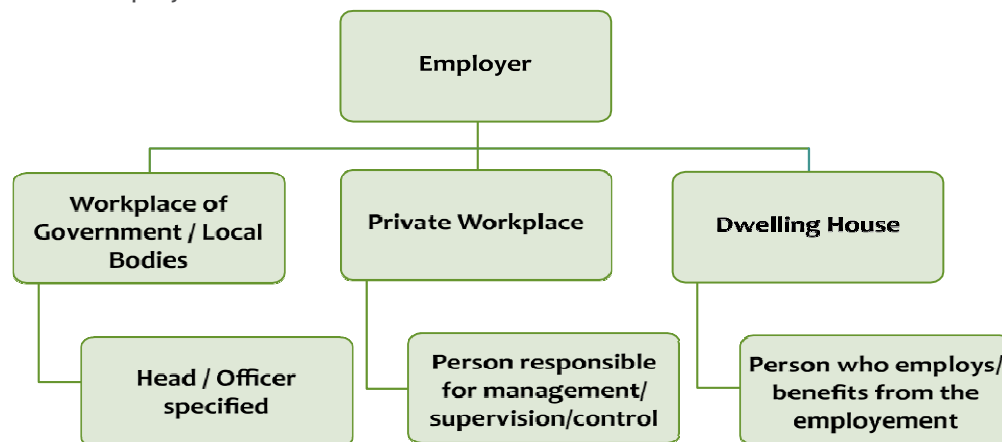 Employer
Workplace of
Government / Local
Bodies
Private Workplace
Dwelling House
Head / Officer
specified
Person responsible
for management/
supervision/control
Person who employs/
benefits from the
employement